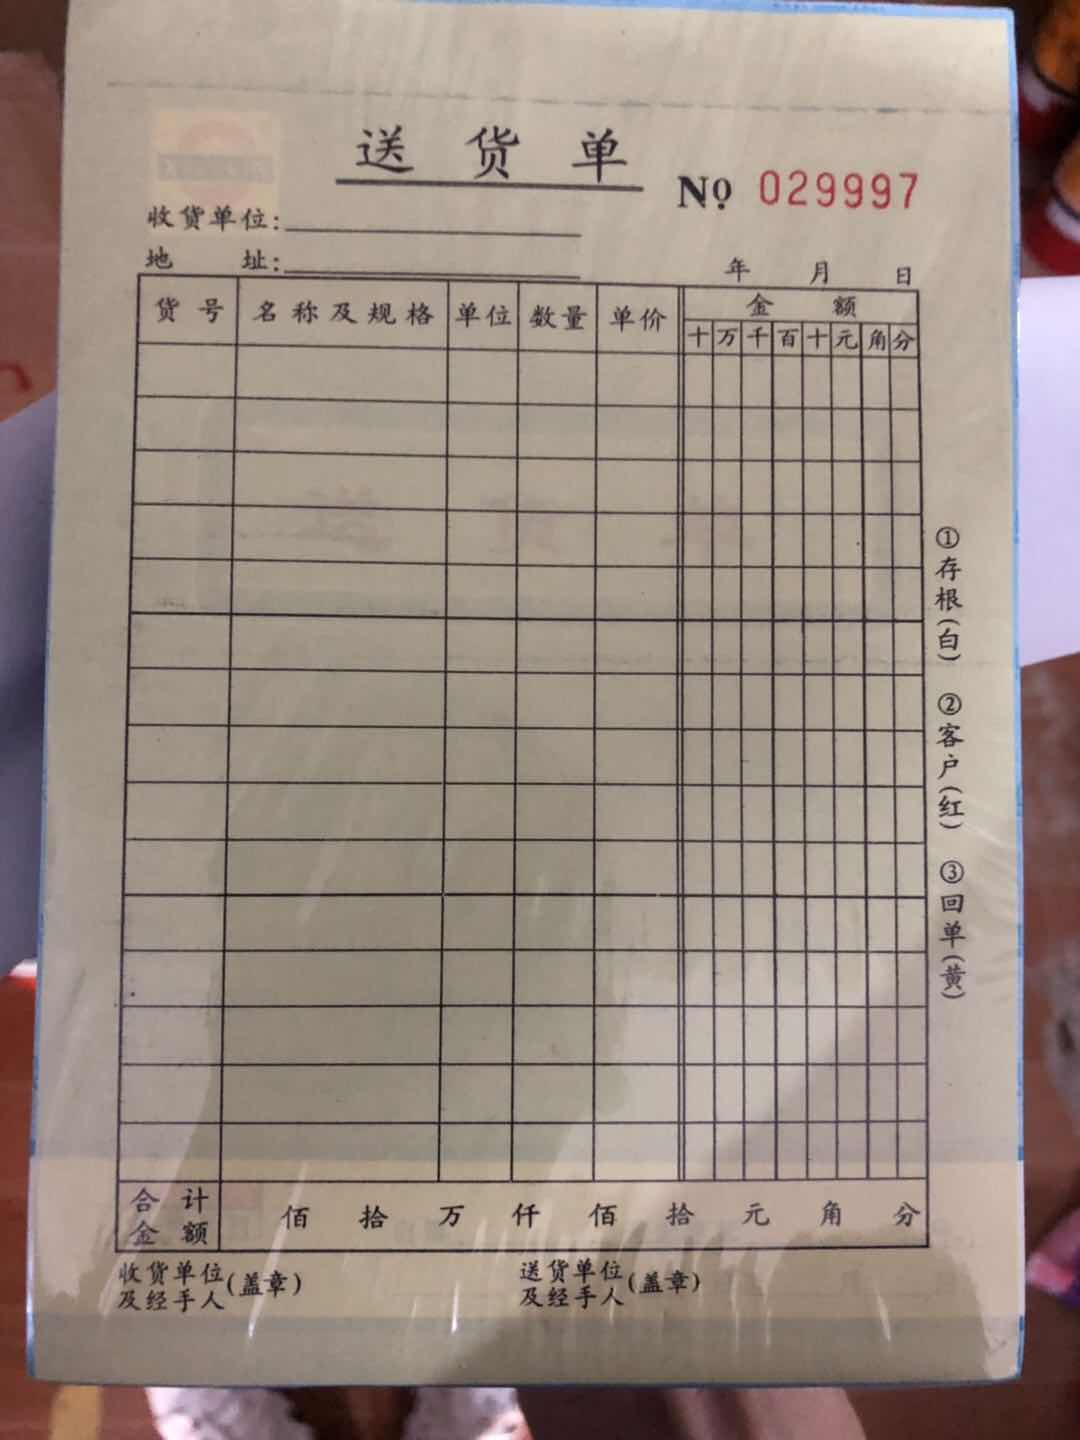 送货单
No 029997
收货单位:
地 址:
年 月 日
货号 名称及规格 单位 数量 单价 金额
十 万 千 百 十 元 角 分
合计金额 佰 拾 万 仟 佰 拾 元 角 分
收货单位及经手人(盖章) 送货单位及经手人(盖章)
①存根(白) ②客户(红) ③回单(黄)